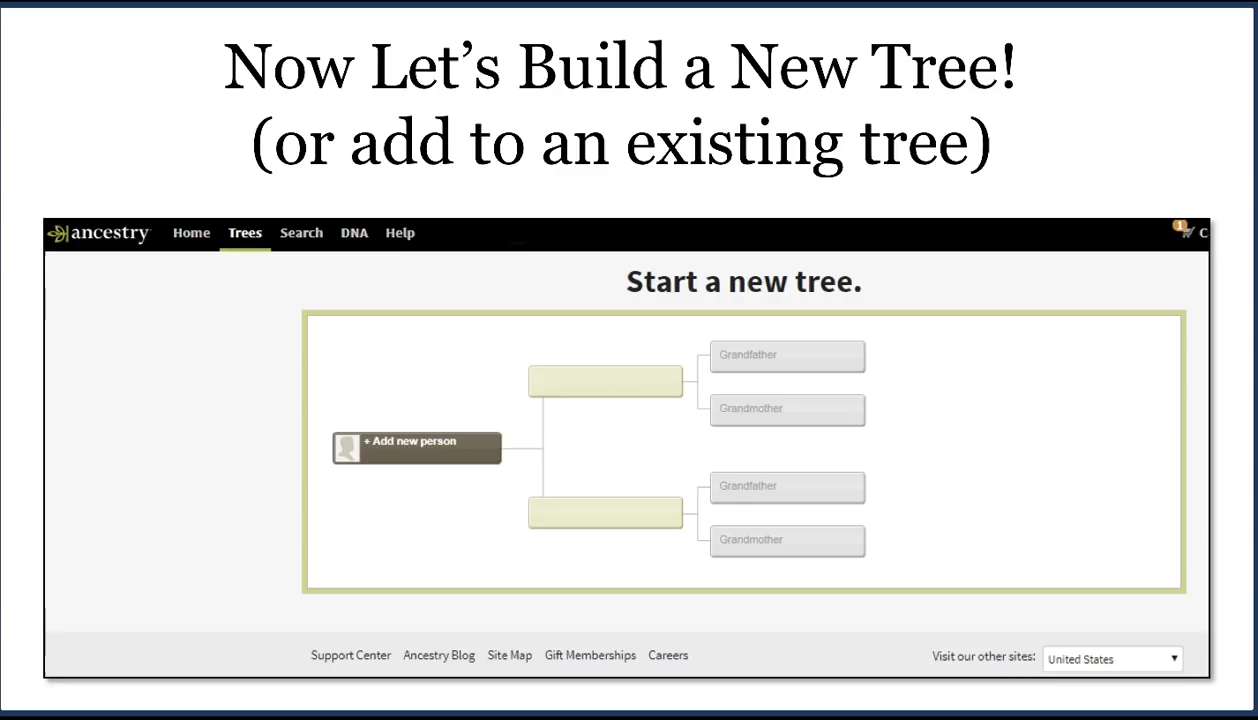 Now Let’s Build a New Tree!
(or add to an existing tree)
ancestry Home Trees Search DNA Help 1 C
Start a new tree.
Grandfather
Grandmother
+ Add new person
Grandfather
Grandmother
Support Center Ancestry Blog Site Map Gift Memberships Careers Visit our other sites: United States